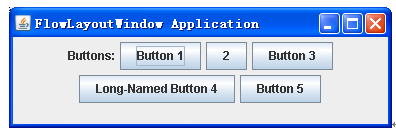 FlowLayoutWindow Application
Buttons: Button 1 2 Button 3
Long-Named Button 4 Button 5